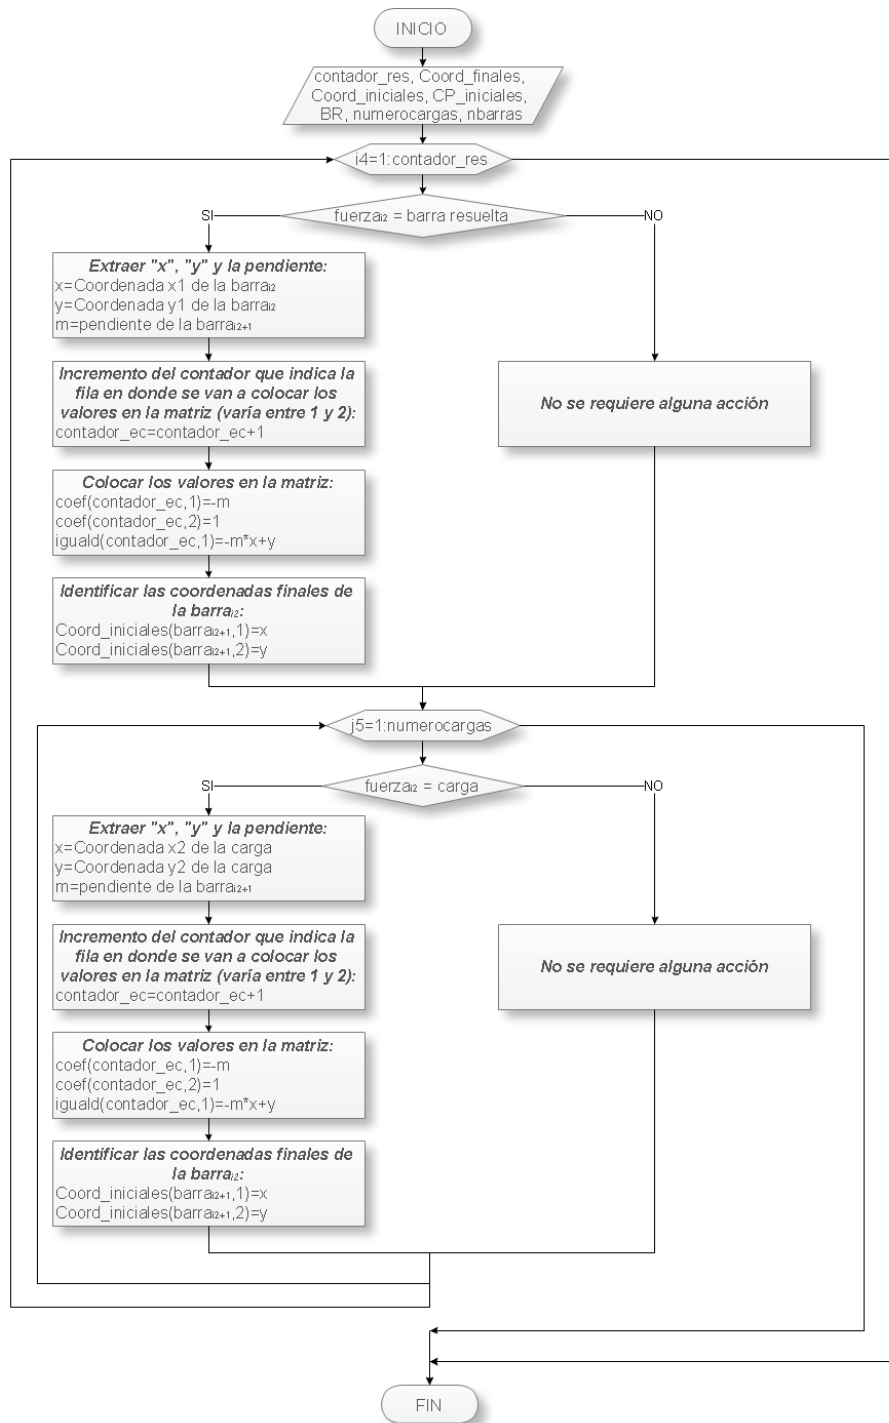 INICIO
contador_res, Coord_finales,
Coord_iniciales, CP_iniciales,
BR, numerocargas, nbarras
i4=1:contador_res
SI
fuerzai2 = barra resuelta
NO
Extraer "x", "y" y la pendiente:
x=Coordenada x1 de la barrai2
y=Coordenada y1 de la barrai2
m=pendiente de la barrai2+1
Incremento del contador que indica la
fila en donde se van a colocar los
valores en la matriz (varía entre 1 y 2):
contador_ec=contador_ec+1
No se requiere alguna acción
Colocar los valores en la matriz:
coef(contador_ec,1)=-m
coef(contador_ec,2)=1
iguald(contador_ec,1)=-m*x+y
Identificar las coordenadas finales de
la barrai2:
Coord_iniciales(barrai2+1,1)=x
Coord_iniciales(barrai2+1,2)=y
j5=1:numerocargas
SI
fuerzai2 = carga
NO
Extraer "x", "y" y la pendiente:
x=Coordenada x2 de la carga
y=Coordenada y2 de la carga
m=pendiente de la barrai2+1
Incremento del contador que indica la
fila en donde se van a colocar los
valores en la matriz (varía entre 1 y 2):
contador_ec=contador_ec+1
No se requiere alguna acción
Colocar los valores en la matriz:
coef(contador_ec,1)=-m
coef(contador_ec,2)=1
iguald(contador_ec,1)=-m*x+y
Identificar las coordenadas finales de
la barrai2:
Coord_iniciales(barrai2+1,1)=x
Coord_iniciales(barrai2+1,2)=y
FIN